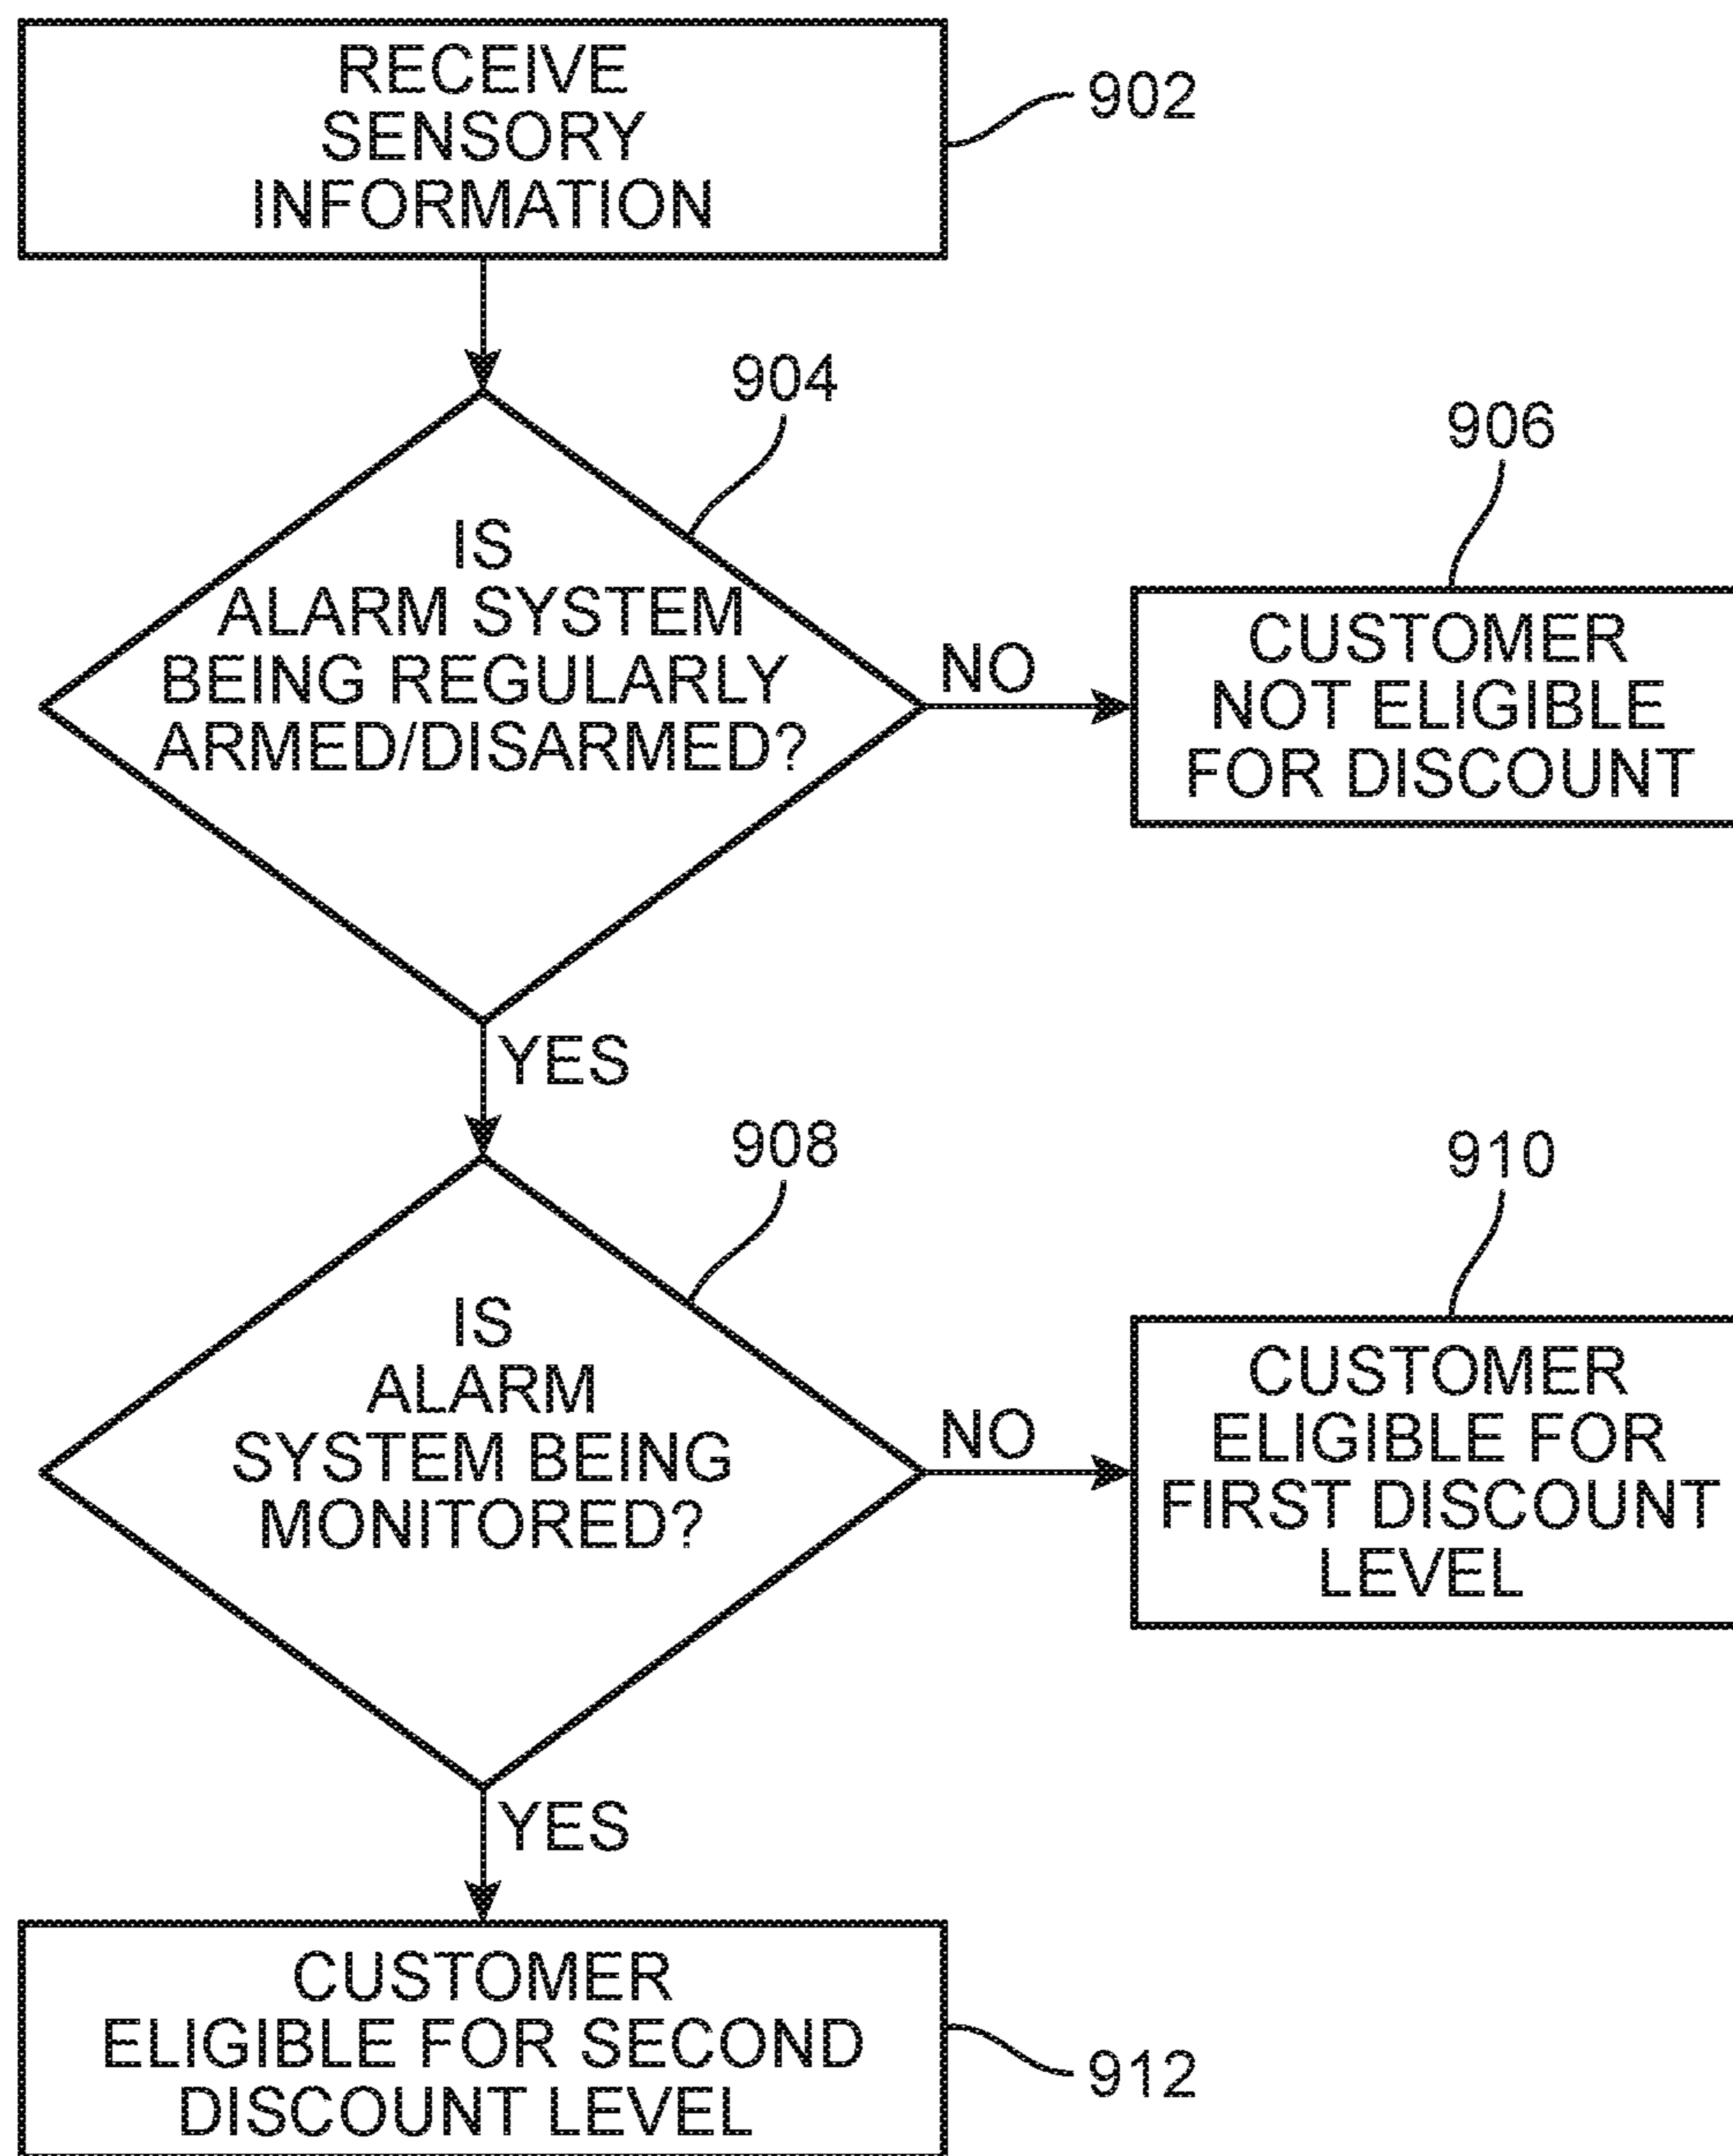 RECEIVE
SENSORY
INFORMATION
902
904
IS
ALARM SYSTEM
BEING REGULARLY
ARMED/DISARMED?
NO
906
CUSTOMER
NOT ELIGIBLE
FOR DISCOUNT
YES
908
IS
ALARM
SYSTEM BEING
MONITORED?
NO
910
CUSTOMER
ELIGIBLE FOR
FIRST DISCOUNT
LEVEL
YES
CUSTOMER
ELIGIBLE FOR SECOND
DISCOUNT LEVEL
912